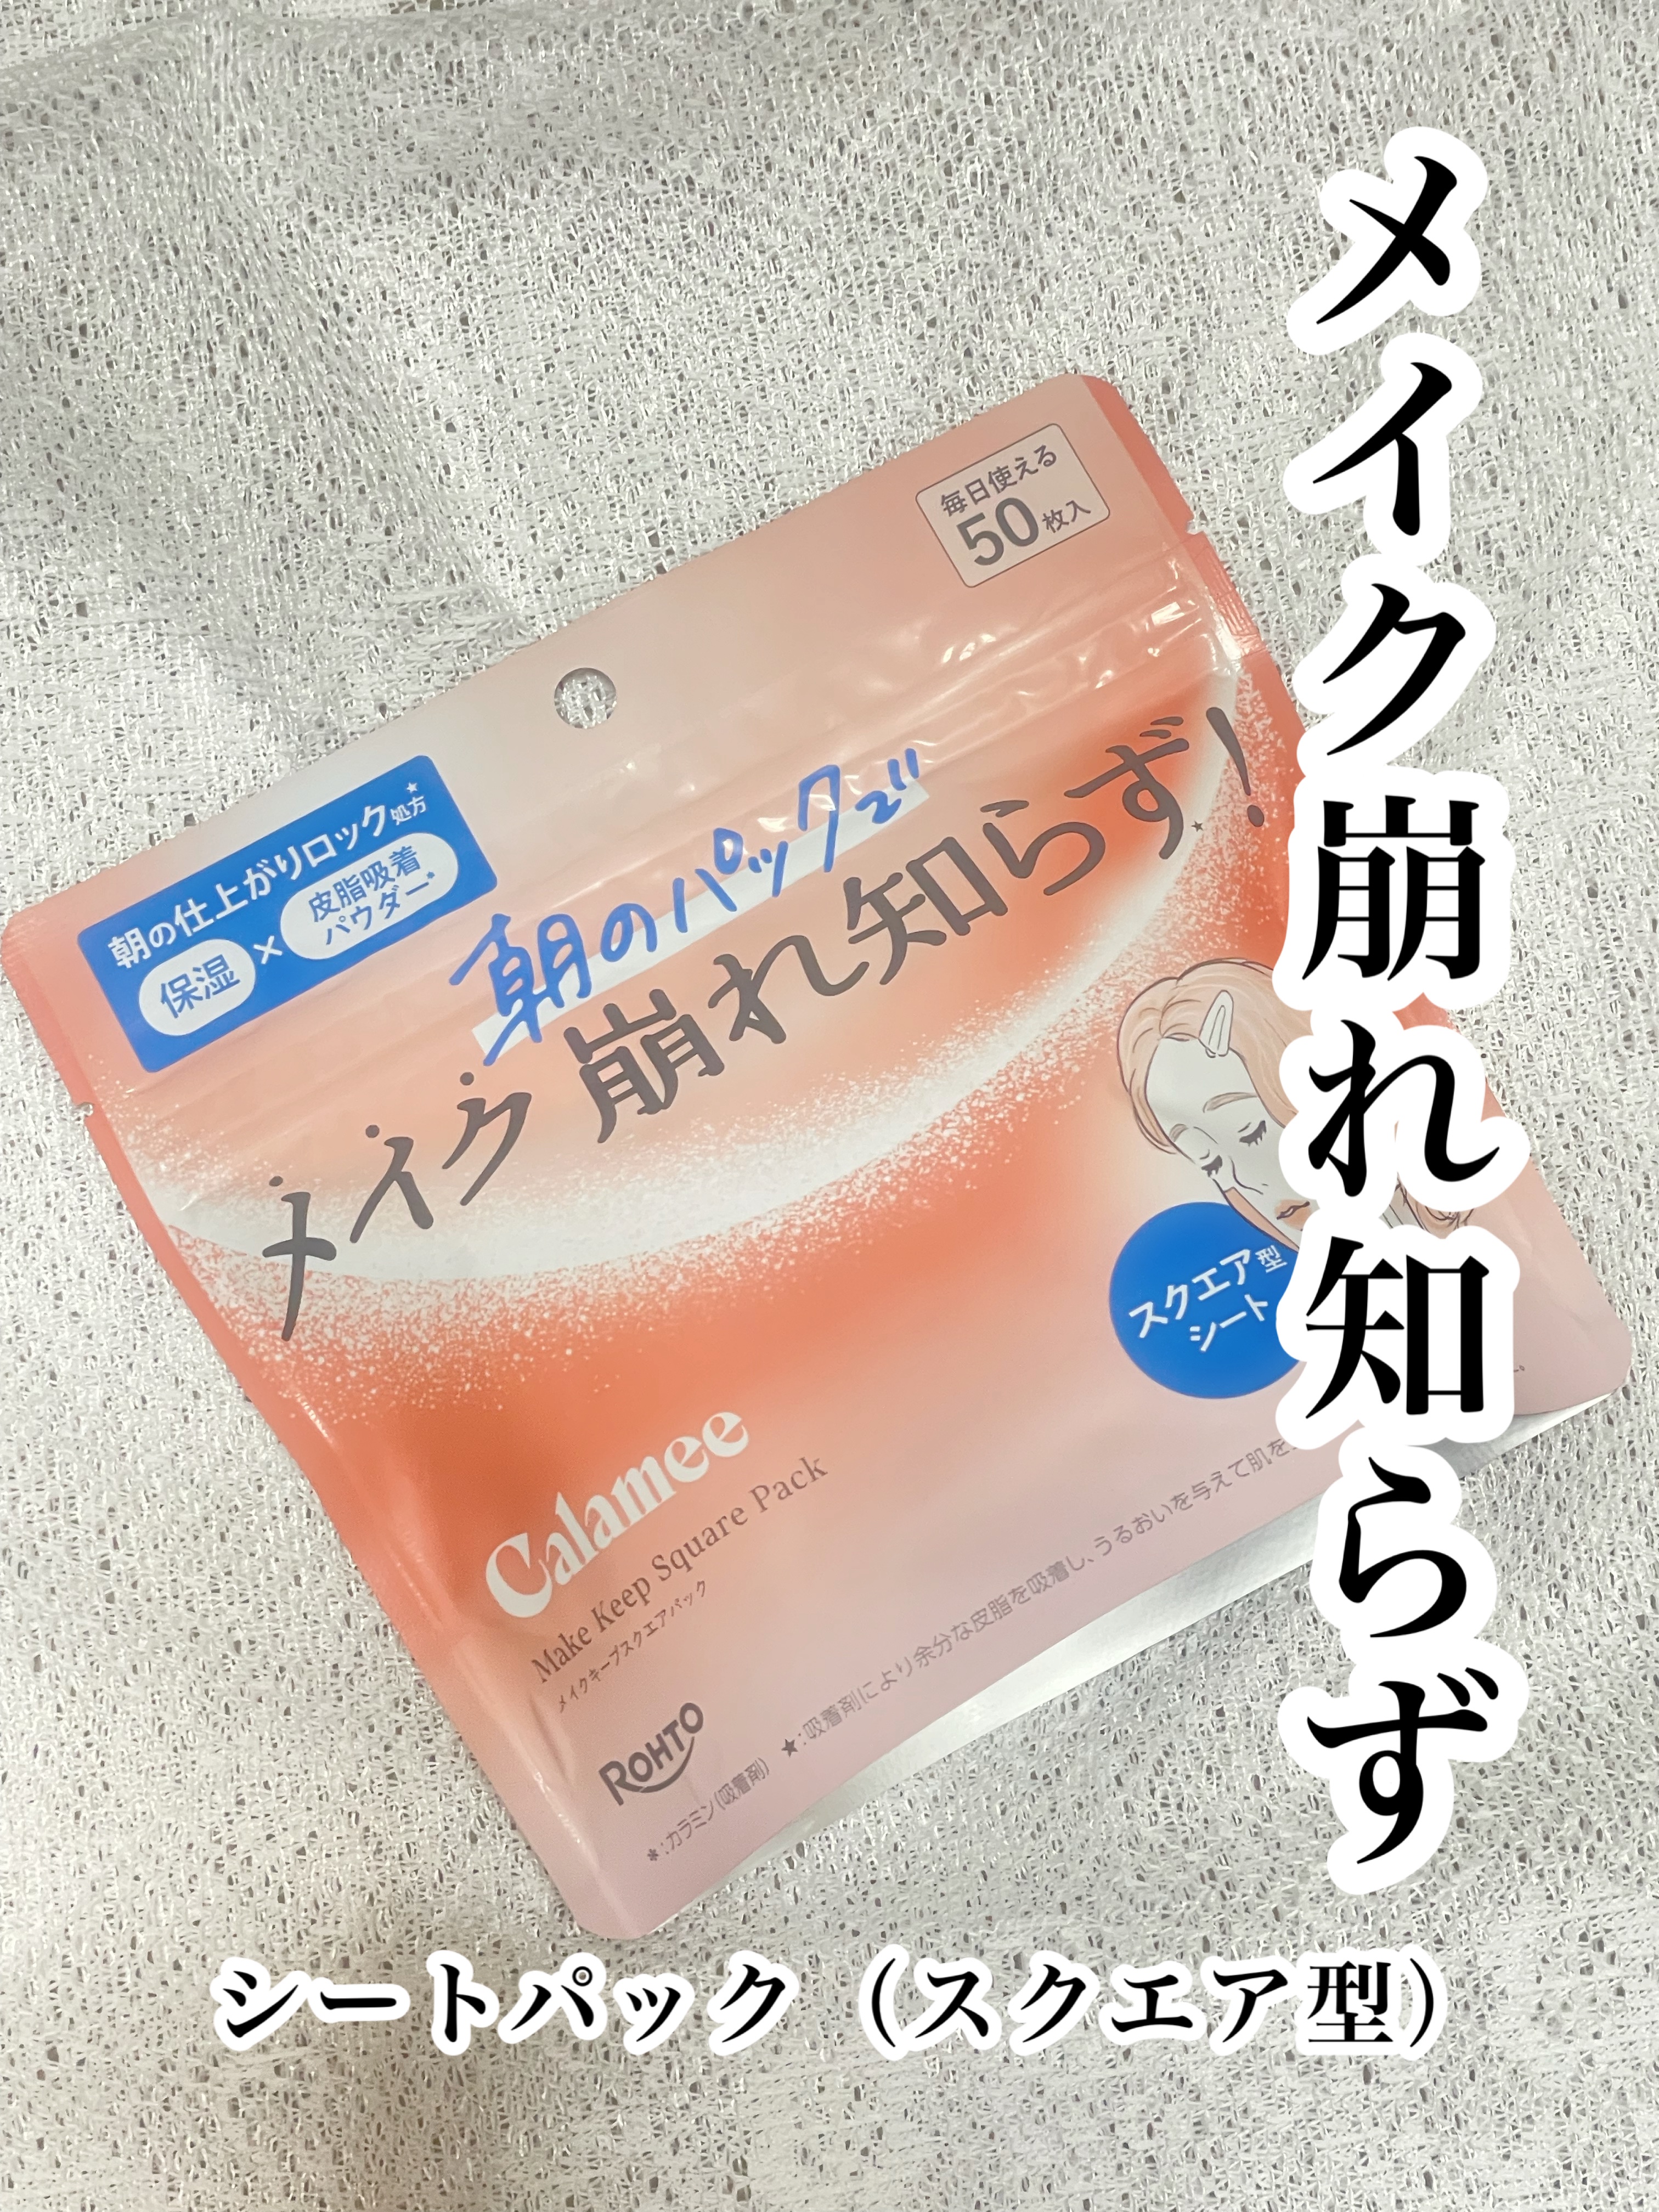 メイク崩れ知らず
毎日使える
50枚入
朝の仕上がりロック★処方
保湿×皮脂吸着
パウダー*
朝のパックで
メイク崩れ知らず★!
スクエア型
シート
Calamee
Make Keep Square Pack
メイクキープスクエアパック
ROHTO
*:カラミン(吸着剤) ★:吸着剤により余分な皮脂を吸着し、うるおいを与えて肌を
シートパック(スクエア型)